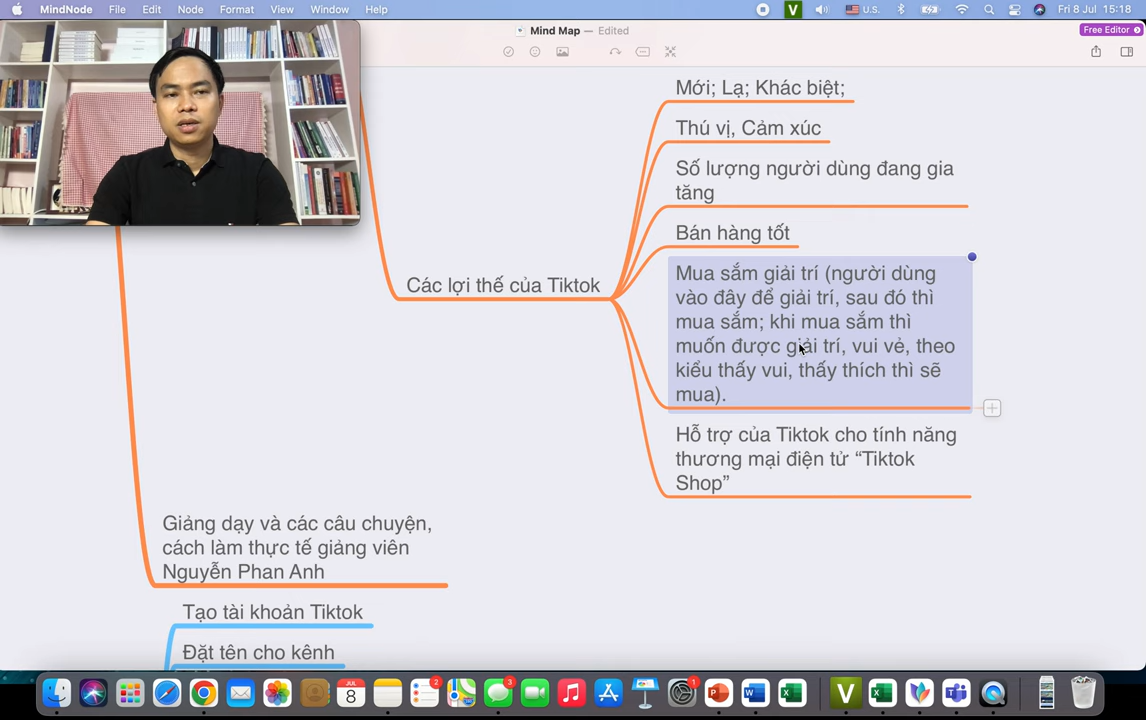 MindNode File Edit Node Format View Window Help
V
U.S.
Fri 8 Jul 15:18
Mind Map — Edited
Free Editor
Mới; Lạ; Khác biệt;
Thú vị, Cảm xúc
Số lượng người dùng đang gia
tăng
Bán hàng tốt
Các lợi thế của Tiktok
Mua sắm giải trí (người dùng
vào đây để giải trí, sau đó thì
mua sắm; khi mua sắm thì
muốn được giải trí, vui vẻ, theo
kiểu thấy vui, thấy thích thì sẽ
mua).
Hỗ trợ của Tiktok cho tính năng
thương mại điện tử “Tiktok
Shop”
Giảng dạy và các câu chuyện,
cách làm thực tế giảng viên
Nguyễn Phan Anh
Tạo tài khoản Tiktok
Đặt tên cho kênh
JUL
8
2
3
1
P
W
X
V
X